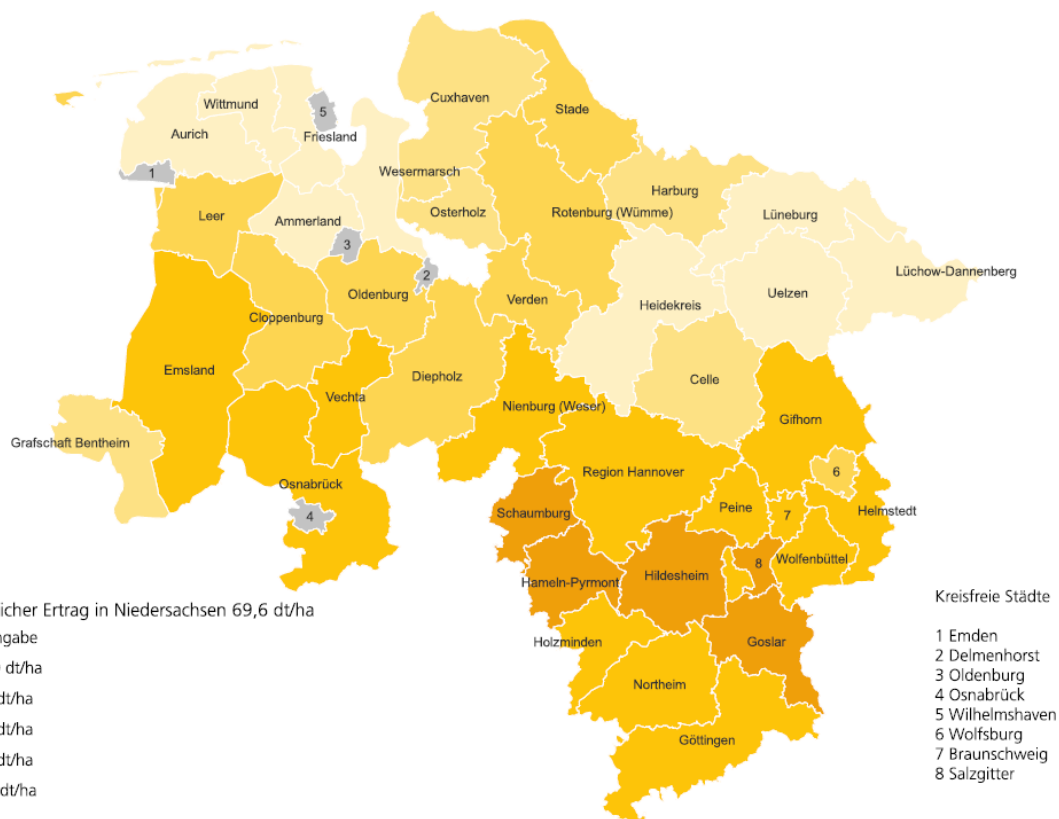 Cuxhaven
Stade
Wittmund
Aurich
5
Friesland
1
Wesermarsch
Harburg
Osterholz
Rotenburg (Wümme)
Lüneburg
Leer
Ammerland
3
2
Lüchow-Dannenberg
Oldenburg
Verden
Uelzen
Heidekreis
Cloppenburg
Emsland
Diepholz
Celle
Vechta
Nienburg (Weser)
Gifhorn
Grafschaft Bentheim
Region Hannover
6
Osnabrück
Peine
Helmstedt
Schaumburg
7
4
Wolfenbüttel
8
Hameln-Pyrmont
Hildesheim
Holzminden
Goslar
Northeim
Göttingen
licher Ertrag in Niedersachsen 69,6 dt/ha
ngabe
dt/ha
dt/ha
dt/ha
dt/ha
dt/ha
Kreisfreie Städte
1 Emden
2 Delmenhorst
3 Oldenburg
4 Osnabrück
5 Wilhelmshaven
6 Wolfsburg
7 Braunschweig
8 Salzgitter